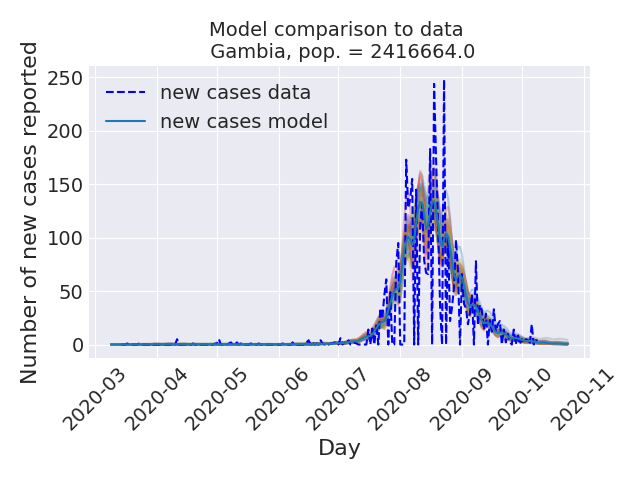 Model comparison to data
Gambia, pop. = 2416664.0
Number of new cases reported
250
200
150
100
50
0
new cases data
new cases model
2020-03
2020-04
2020-05
2020-06
2020-07
2020-08
2020-09
2020-10
2020-11
Day